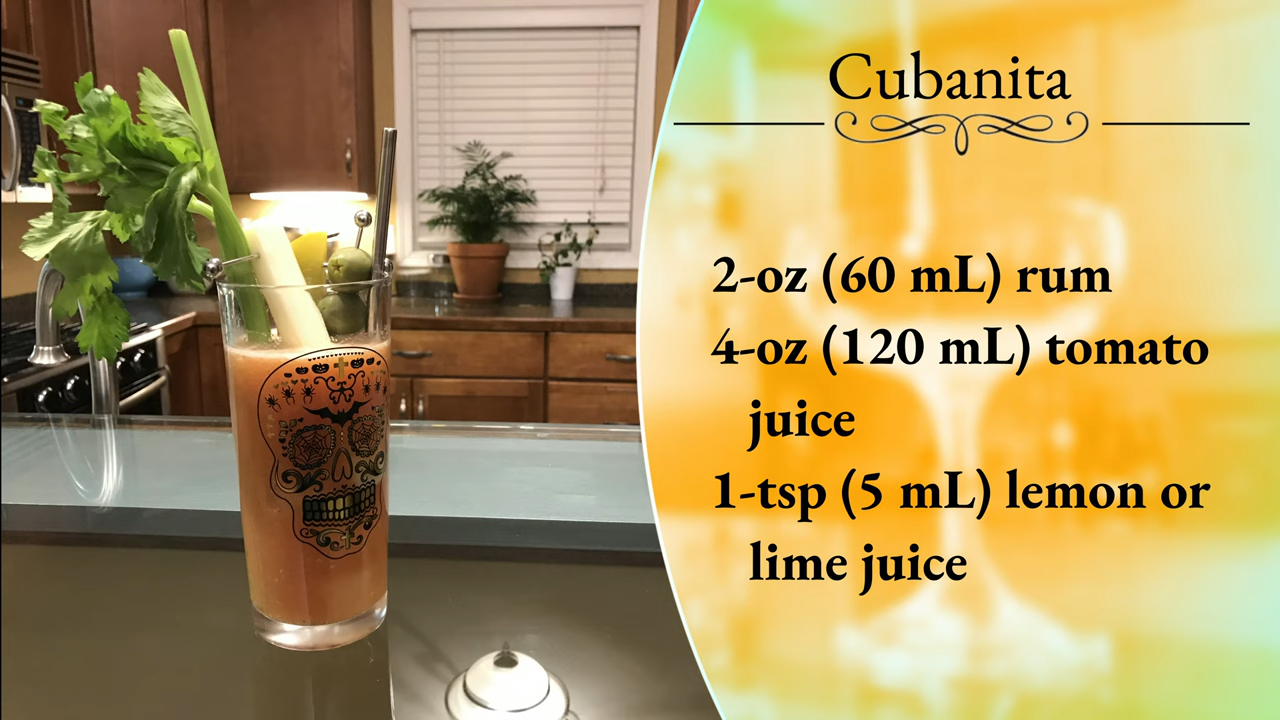 Cubanita
2-oz (60 mL) rum
4-oz (120 mL) tomato
juice
1-tsp (5 mL) lemon or
lime juice